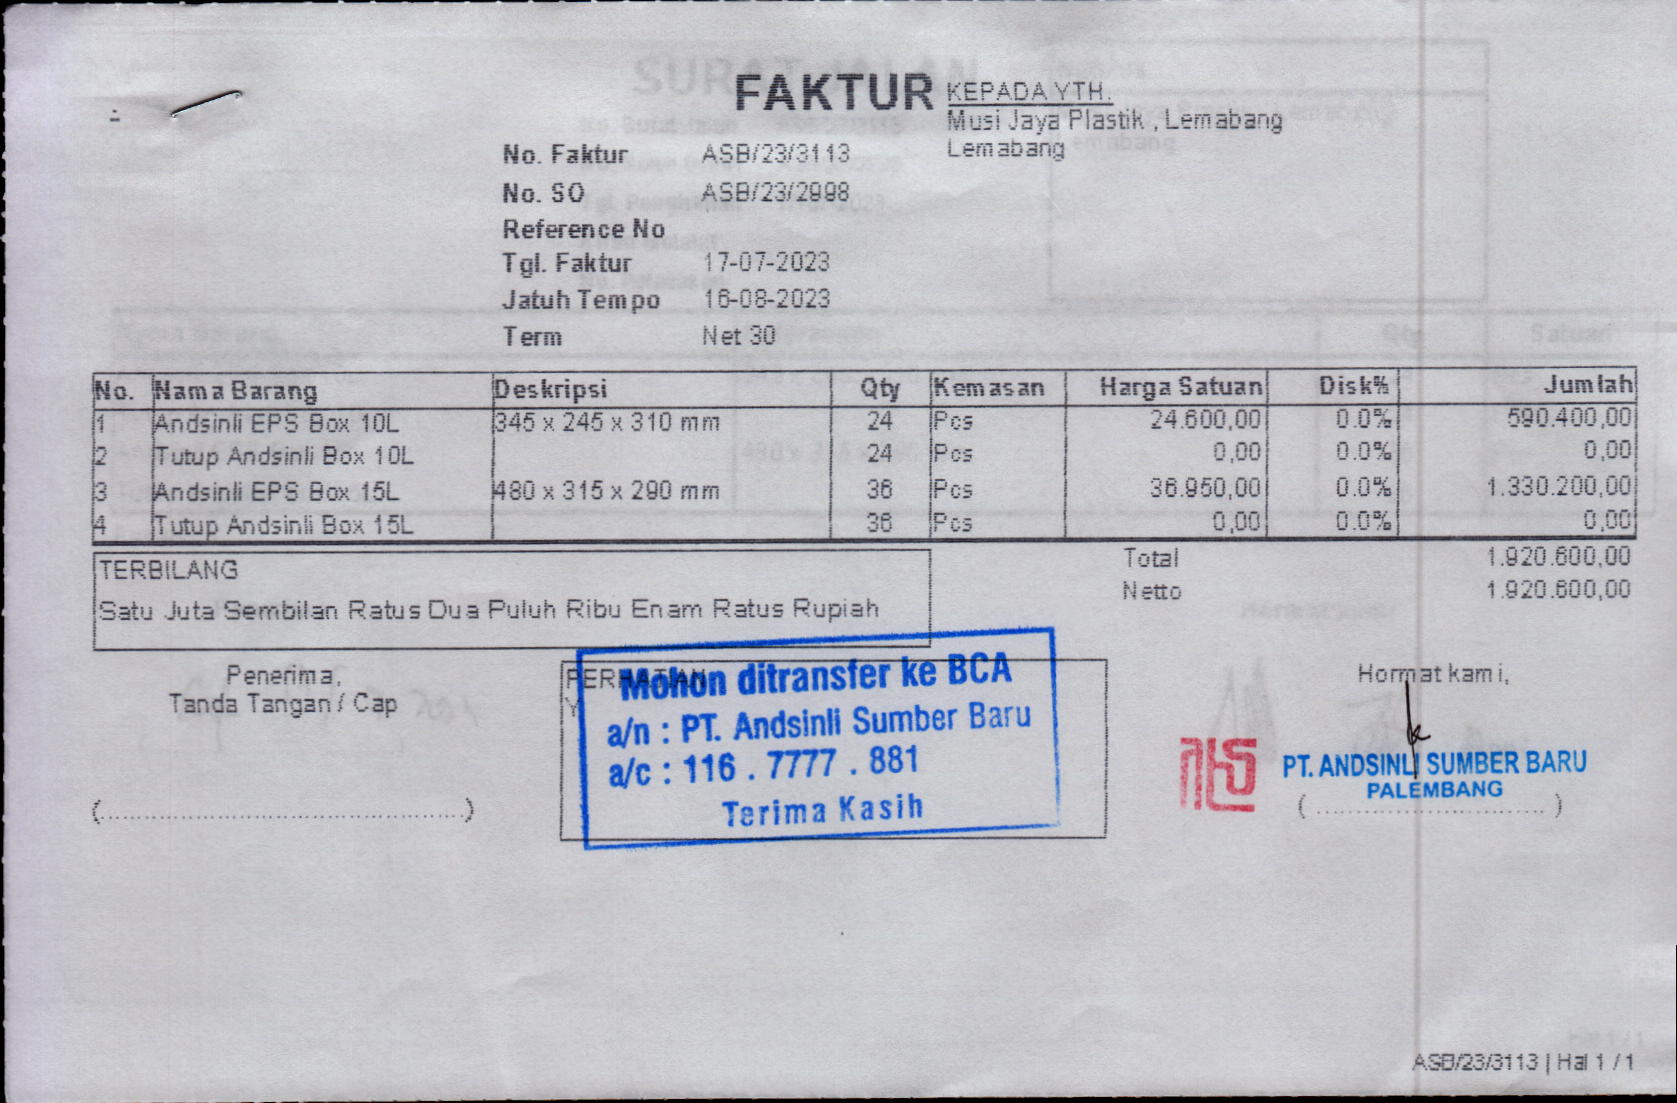 FAKTUR
KEPADA YTH.
Musi Jaya Plastik , Lemabang
Lemabang
No. Faktur ASB/23/3113
No. SO ASB/23/2998
Reference No
Tgl. Faktur 17-07-2023
Jatuh Tempo 16-08-2023
Term Net 30
No. Nama Barang Deskripsi Qty Kemasan Harga Satuan Disk% Jumlah
1 Andsinli EPS Box 10L 345 x 245 x 310 mm 24 Pcs 24.600,00 0.0% 590.400,00
2 Tutup Andsinli Box 10L 24 Pcs 0,00 0.0% 0,00
3 Andsinli EPS Box 15L 480 x 315 x 290 mm 36 Pcs 36.950,00 0.0% 1.330.200,00
4 Tutup Andsinli Box 15L 36 Pcs 0,00 0.0% 0,00
Total 1.920.600,00
Netto 1.920.600,00
TERBILANG
Satu Juta Sembilan Ratus Dua Puluh Ribu Enam Ratus Rupiah
Penerima,
Tanda Tangan / Cap
(............................................)
PERHATIAN
Mohon ditransfer ke BCA
a/n : PT. Andsinli Sumber Baru
a/c : 116 . 7777 . 881
Terima Kasih
Hormat kami,
PT. ANDSINLI SUMBER BARU
PALEMBANG
(............................)
ASB/23/3113 | Hal 1 / 1